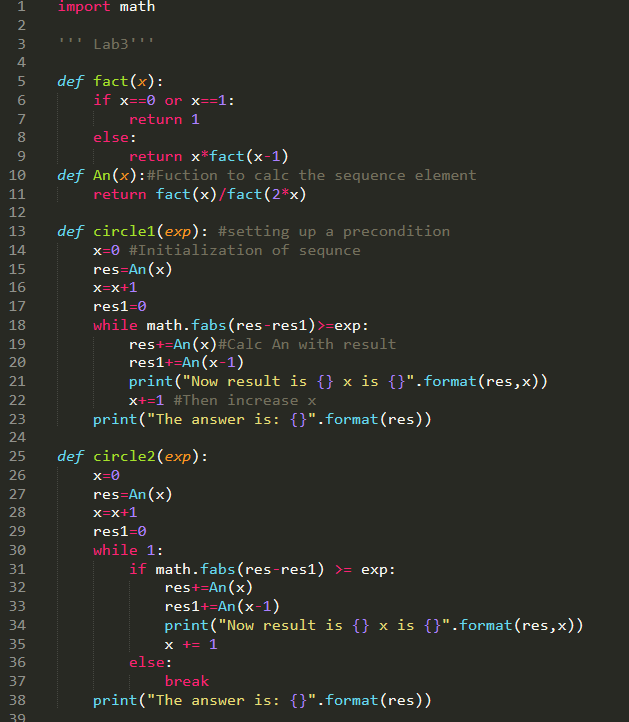 1 import math
2
3 ''' Lab3'''
4
5 def fact(x):
6     if x==0 or x==1:
7         return 1
8     else:
9         return x*fact(x-1)
10 def An(x):#Fuction to calc the sequence element
11     return fact(x)/fact(2*x)
12
13 def circle1(exp): #setting up a precondition
14     x=0 #Initialization of sequnce
15     res=An(x)
16     x=x+1
17     res1=0
18     while math.fabs(res-res1)>=exp:
19         res+=An(x)#Calc An with result
20         res1+=An(x-1)
21         print("Now result is {} x is {}".format(res,x))
22         x+=1 #Then increase x
23     print("The answer is: {}".format(res))
24
25 def circle2(exp):
26     x=0
27     res=An(x)
28     x=x+1
29     res1=0
30     while 1:
31         if math.fabs(res-res1) >= exp:
32             res+=An(x)
33             res1+=An(x-1)
34             print("Now result is {} x is {}".format(res,x))
35             x += 1
36         else:
37             break
38     print("The answer is: {}".format(res))
39